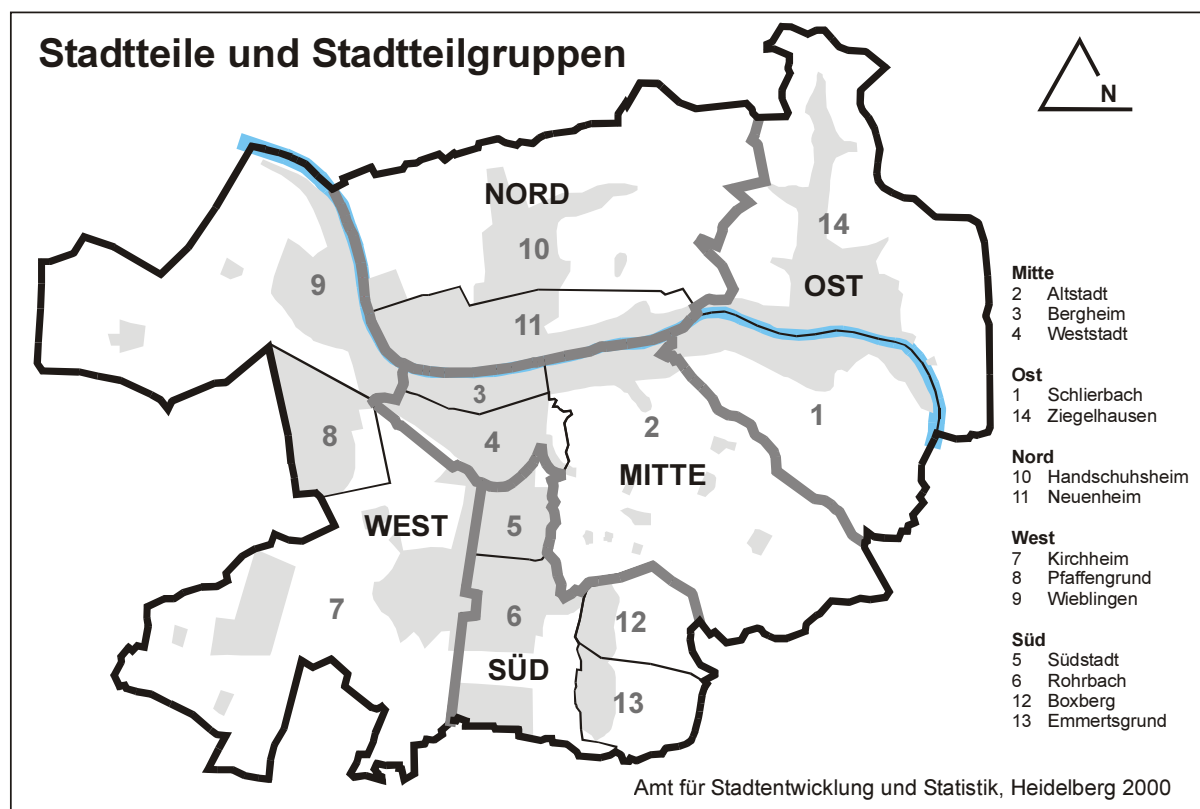 Stadtteile und Stadtteilgruppen
N
NORD
14
10
9
OST
11
3
8
4
2
1
MITTE
WEST
5
7
6
12
SÜD
13
Mitte
2 Altstadt
3 Bergheim
4 Weststadt
Ost
1 Schlierbach
14 Ziegelhausen
Nord
10 Handschuhsheim
11 Neuenheim
West
7 Kirchheim
8 Pfaffengrund
9 Wieblingen
Süd
5 Südstadt
6 Rohrbach
12 Boxberg
13 Emmertsgrund
Amt für Stadtentwicklung und Statistik, Heidelberg 2000